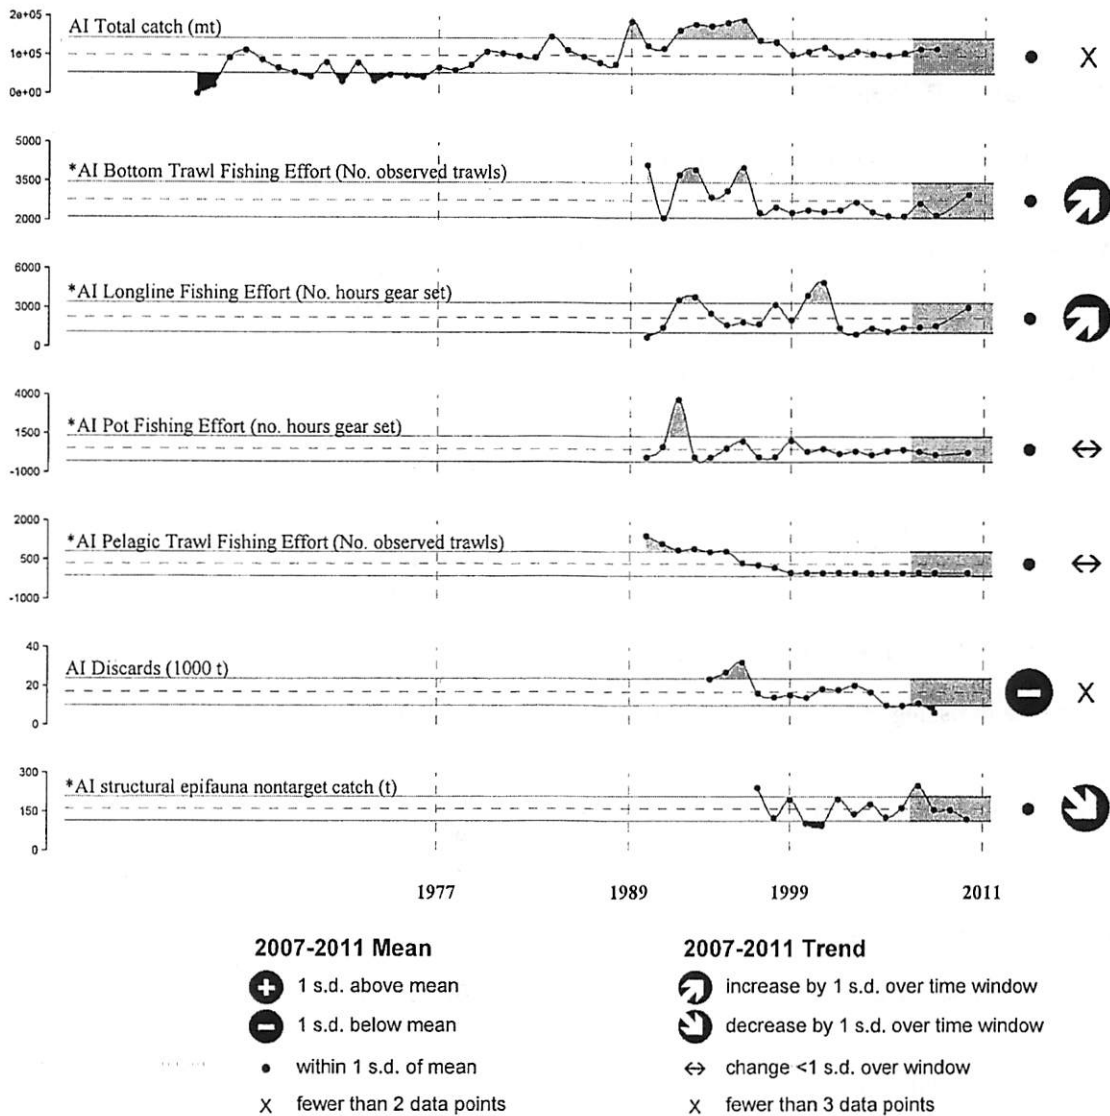 2e+05
AI Total catch (mt)
1e+05
0e+00
X
5000
*AI Bottom Trawl Fishing Effort (No. observed trawls)
3500
2000
6000
*AI Longline Fishing Effort (No. hours gear set)
3000
0
4000
*AI Pot Fishing Effort (no. hours gear set)
1500
-1000
2000
*AI Pelagic Trawl Fishing Effort (No. observed trawls)
500
-1000
40
AI Discards (1000 t)
20
0
X
300
*AI structural epifauna nontarget catch (t)
150
0
1977 1989 1999 2011
2007-2011 Mean
1 s.d. above mean
1 s.d. below mean
within 1 s.d. of mean
X fewer than 2 data points
2007-2011 Trend
increase by 1 s.d. over time window
decrease by 1 s.d. over time window
change <1 s.d. over window
X fewer than 3 data points